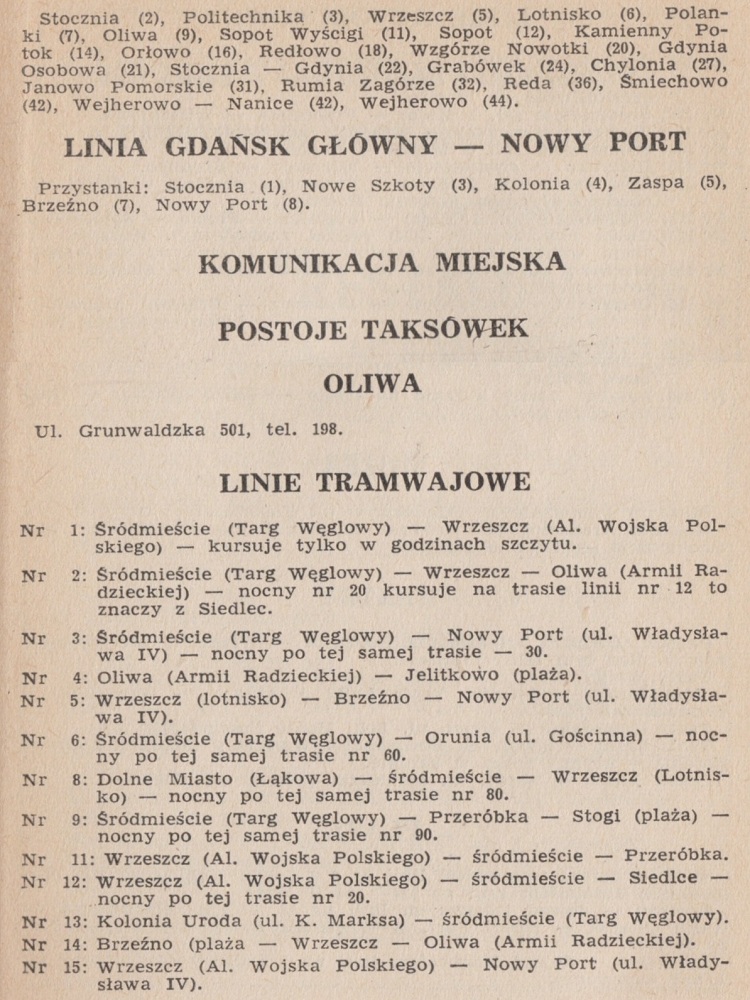 Stocznia (2), Politechnika (3), Wrzeszcz (5), Lotnisko (6), Polan-
ki (7), Oliwa (9), Sopot Wyścigi (11), Sopot (12), Kamienny Po-
tok (14), Orłowo (16), Redłowo (18), Wzgórze Nowotki (20), Gdynia
Osobowa (21), Stocznia — Gdynia (22), Grabówek (24), Chylonia (27),
Janowo Pomorskie (31), Rumia Zagórze (32), Reda (36), Śmiechowo
(42), Wejherowo — Nanice (42), Wejherowo (44).
LINIA GDAŃSK GŁÓWNY — NOWY PORT
Przystanki: Stocznia (1), Nowe Szkoty (3), Kolonia (4), Zaspa (5),
Brzeźno (7), Nowy Port (8).
KOMUNIKACJA MIEJSKA
POSTOJE TAKSÓWEK
OLIWA
Ul. Grunwaldzka 501, tel. 198.
LINIE TRAMWAJOWE
Nr 1: Śródmieście (Targ Węglowy) — Wrzeszcz (Al. Wojska Pol-
skiego) — kursuje tylko w godzinach szczytu.
Nr 2: Śródmieście (Targ Węglowy) — Wrzeszcz — Oliwa (Armii Ra-
dzieckiej) — nocny nr 20 kursuje na trasie linii nr 12 to
znaczy z Siedlec.
Nr 3: Śródmieście (Targ Węglowy) — Nowy Port (ul. Władysła-
wa IV) — nocny po tej samej trasie — 30.
Nr 4: Oliwa (Armii Radzieckiej) — Jelitkowo (plaża).
Nr 5: Wrzeszcz (lotnisko) — Brzeźno — Nowy Port (ul. Władysła-
wa IV).
Nr 6: Śródmieście (Targ Węglowy) — Orunia (ul. Gościnna) — noc-
ny po tej samej trasie nr 60.
Nr 8: Dolne Miasto (Łąkowa) — śródmieście — Wrzeszcz (Lotnis-
ko) — nocny po tej samej trasie nr 80.
Nr 9: Śródmieście (Targ Węglowy) — Przeróbka — Stogi (plaża) —
nocny po tej samej trasie nr 90.
Nr 11: Wrzeszcz (Al. Wojska Polskiego) — śródmieście — Przeróbka.
Nr 12: Wrzeszcz (Al. Wojska Polskiego) — śródmieście — Siedlce —
nocny po tej trasie nr 20.
Nr 13: Kolonia Uroda (ul. K. Marksa) — śródmieście (Targ Węglowy).
Nr 14: Brzeźno (plaża — Wrzeszcz — Oliwa (Armii Radzieckiej).
Nr 15: Wrzeszcz (Al. Wojska Polskiego) — Nowy Port (ul. Włady-
sława IV).